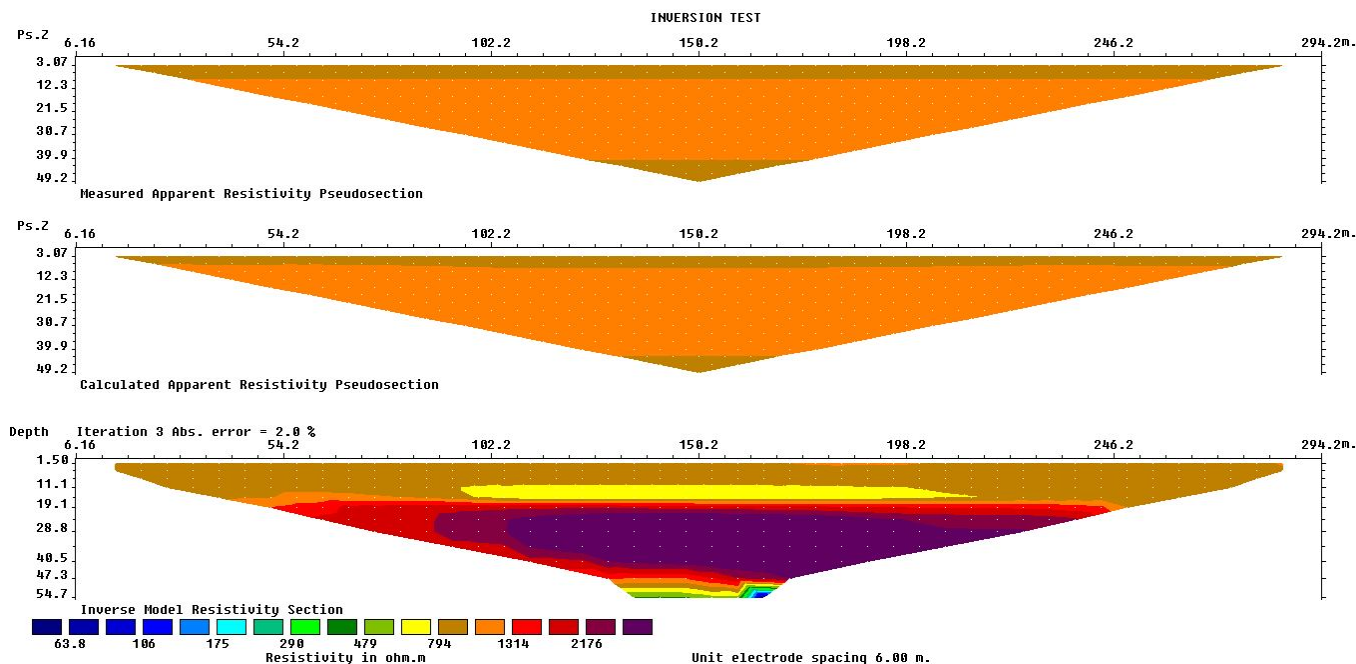 INVERSION TEST
Ps.Z
6.16 54.2 102.2 150.2 198.2 246.2 294.2m.
3.07
12.3
21.5
30.7
39.9
49.2
Measured Apparent Resistivity Pseudosection
Ps.Z
6.16 54.2 102.2 150.2 198.2 246.2 294.2m.
3.07
12.3
21.5
30.7
39.9
49.2
Calculated Apparent Resistivity Pseudosection
Depth Iteration 3 Abs. error = 2.0 %
6.16 54.2 102.2 150.2 198.2 246.2 294.2m.
1.50
11.1
19.1
28.8
40.5
47.3
54.7
Inverse Model Resistivity Section
63.8 106 175 290 479 794 1314 2176
Resistivity in ohm.m Unit electrode spacing 6.00 m.